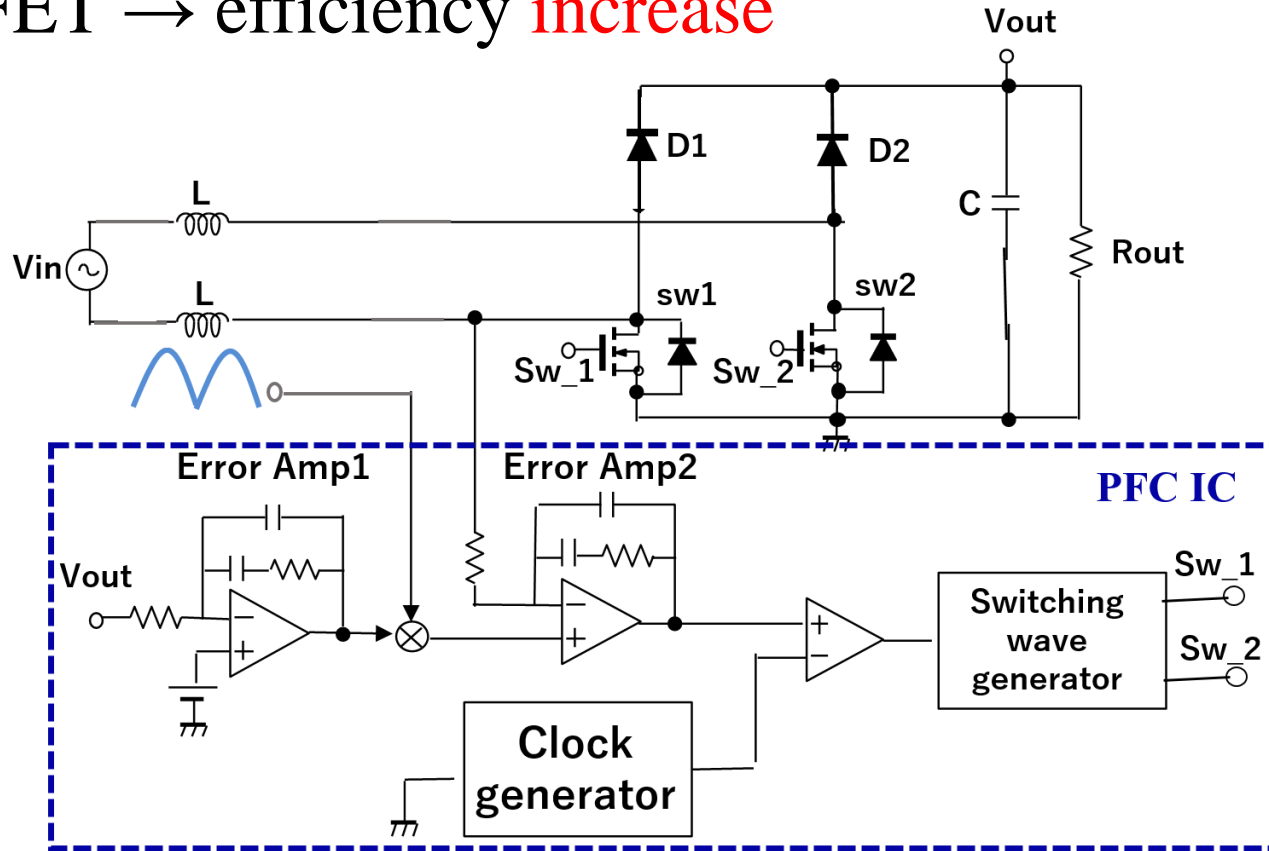 FET → efficiency increase
Vout
D1
D2
L
C
Vin
Rout
L
sw1
sw2
Sw_1
Sw_2
Error Amp1
Error Amp2
PFC IC
Vout
−
+
−
+
+
−
Switching
wave
generator
Sw_1
Sw_2
Clock
generator